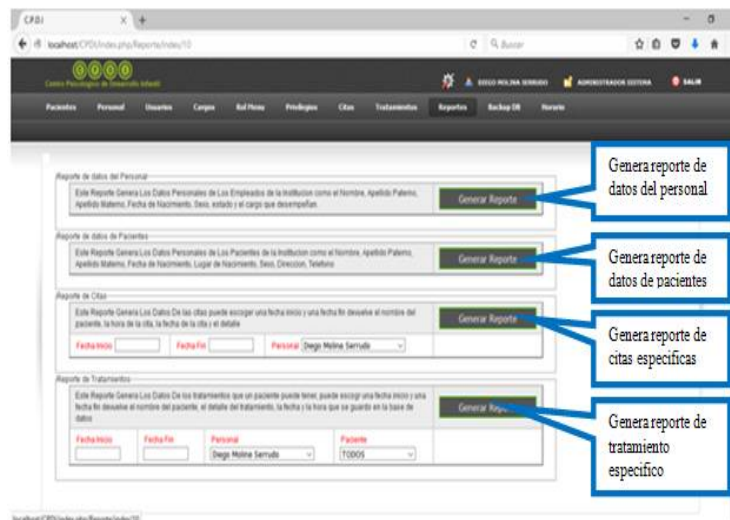 CPDI
localhost/CPDI/index.php/Reporte/index/10
Buscar
Centro Psicologico de Desarrollo Infantil
DIEGO MOLINA SERRUDO
ADMINISTRADOR SISTEMA
SALIR
Pacientes Personal Usuarios Cargos Rol Menu Privilegios Citas Tratamientos Reportes Backup DB Horario
Reporte de datos del Personal
Este Reporte Genera Los Datos Personales de Los Empleados de la Institucion como el Nombre, Apellido Paterno,
Apellido Materno, Fecha de Nacimiento, Sexo, estado y el cargo que desempeñan
Generar Reporte
Genera reporte de
datos del personal
Reporte de datos de Pacientes
Este Reporte Genera Los Datos Personales de Los Pacientes de la Institucion como el Nombre, Apellido Paterno,
Apellido Materno, Fecha de Nacimiento, Lugar de Nacimiento, Sexo, Direccion, Telefono
Generar Reporte
Genera reporte de
datos de pacientes
Reporte de Citas
Este Reporte Genera Los Datos De las citas puede escoger una fecha inicio y una fecha fin devuelve el nombre del
paciente, la hora de la cita, la fecha de la cita y el detalle
Generar Reporte
Fecha Inicio Fecha Fin Personal Diego Molina Serrudo
Genera reporte de
citas especificas
Reporte de Tratamientos
Este Reporte Genera Los Datos De los tratamientos que un paciente puede tener, puede escogr una fecha inicio y una
fecha fin devuelve el nombre del paciente, el detalle del tratamiento, la fecha y la hora que se guardo en la base de
datos
Generar Reporte
Fecha Inicio Fecha Fin Personal Paciente
Diego Molina Serrudo TODOS
Genera reporte de
tratamiento
especifico
localhost/CPDI/index.php/Reporte/index/10